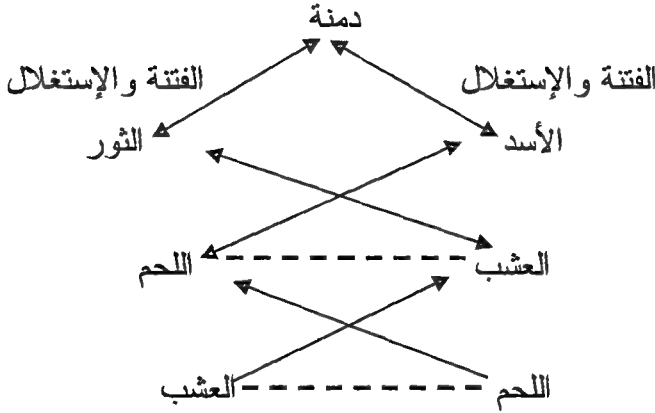 دمنة
الفتنة والإستغلال
الفتنة والإستغلال
الأسد
الثور
العشب
اللحم
اللحم
العشب